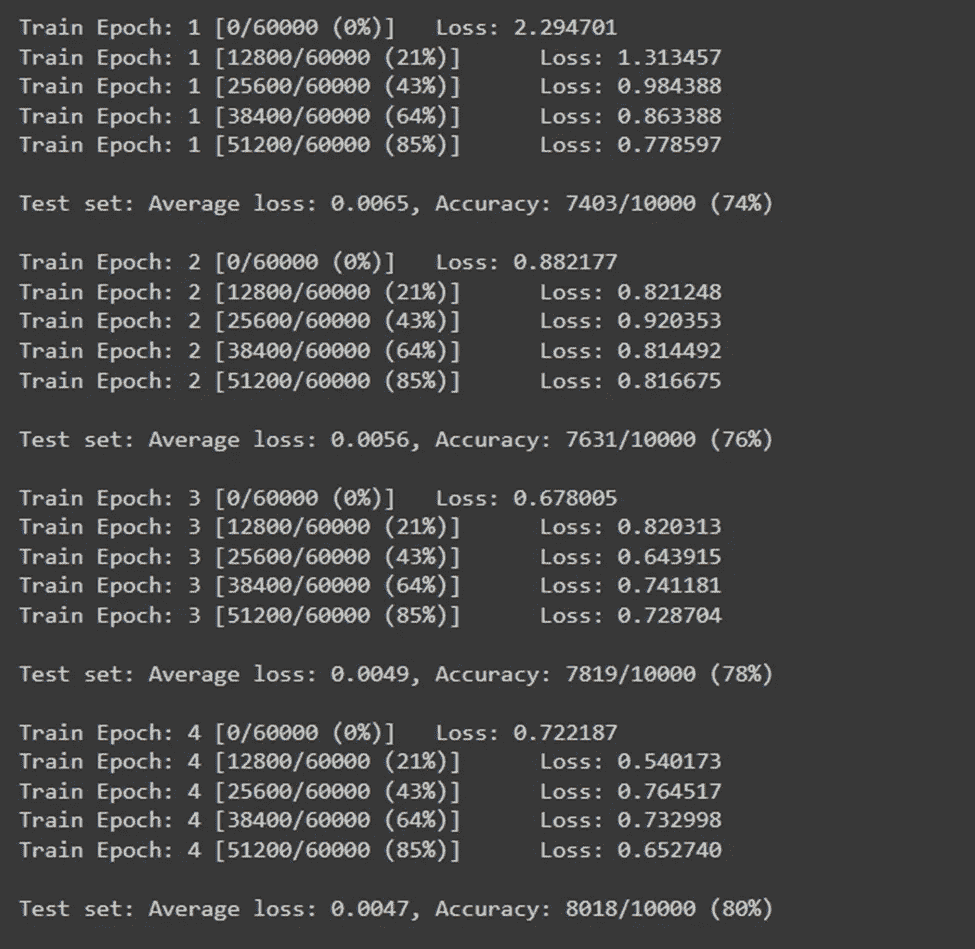 Train Epoch: 1 [0/60000 (0%)]   Loss: 2.294701
Train Epoch: 1 [12800/60000 (21%)]      Loss: 1.313457
Train Epoch: 1 [25600/60000 (43%)]      Loss: 0.984388
Train Epoch: 1 [38400/60000 (64%)]      Loss: 0.863388
Train Epoch: 1 [51200/60000 (85%)]      Loss: 0.778597
Test set: Average loss: 0.0065, Accuracy: 7403/10000 (74%)
Train Epoch: 2 [0/60000 (0%)]   Loss: 0.882177
Train Epoch: 2 [12800/60000 (21%)]      Loss: 0.821248
Train Epoch: 2 [25600/60000 (43%)]      Loss: 0.920353
Train Epoch: 2 [38400/60000 (64%)]      Loss: 0.814492
Train Epoch: 2 [51200/60000 (85%)]      Loss: 0.816675
Test set: Average loss: 0.0056, Accuracy: 7631/10000 (76%)
Train Epoch: 3 [0/60000 (0%)]   Loss: 0.678005
Train Epoch: 3 [12800/60000 (21%)]      Loss: 0.820313
Train Epoch: 3 [25600/60000 (43%)]      Loss: 0.643915
Train Epoch: 3 [38400/60000 (64%)]      Loss: 0.741181
Train Epoch: 3 [51200/60000 (85%)]      Loss: 0.728704
Test set: Average loss: 0.0049, Accuracy: 7819/10000 (78%)
Train Epoch: 4 [0/60000 (0%)]   Loss: 0.722187
Train Epoch: 4 [12800/60000 (21%)]      Loss: 0.540173
Train Epoch: 4 [25600/60000 (43%)]      Loss: 0.764517
Train Epoch: 4 [38400/60000 (64%)]      Loss: 0.732998
Train Epoch: 4 [51200/60000 (85%)]      Loss: 0.652740
Test set: Average loss: 0.0047, Accuracy: 8018/10000 (80%)